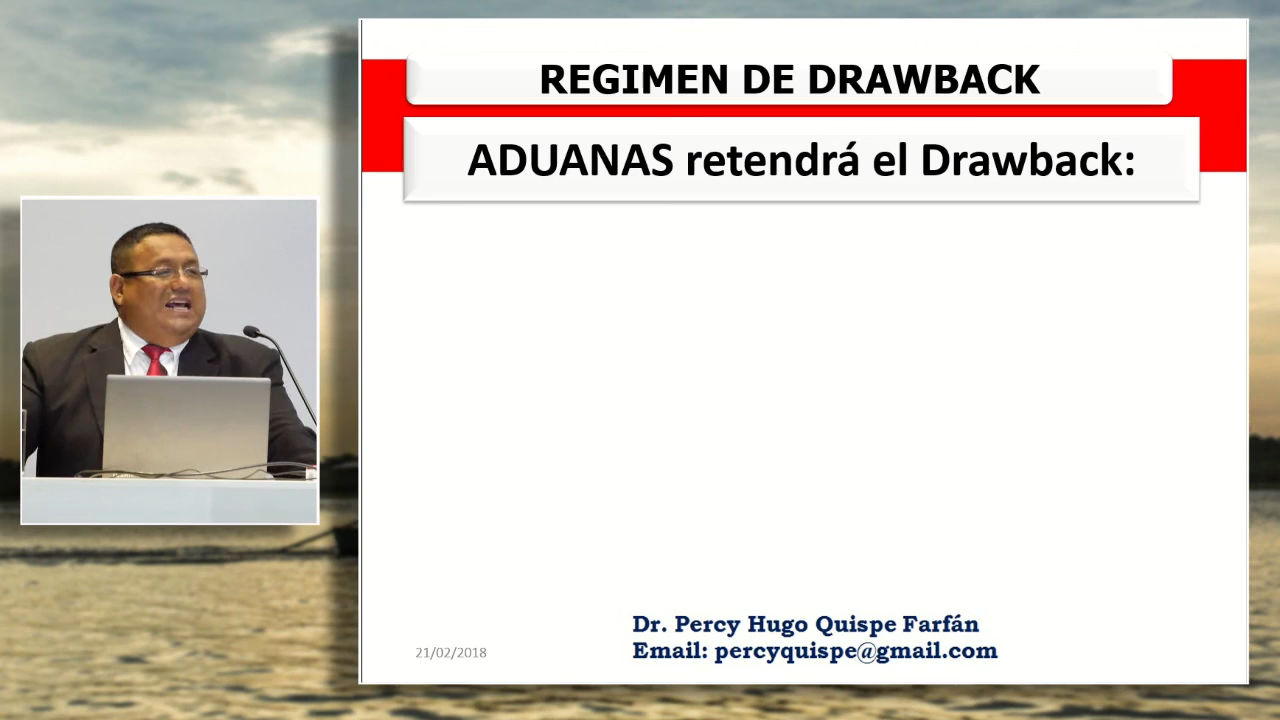 REGIMEN DE DRAWBACK
ADUANAS retendrá el Drawback:
Dr. Percy Hugo Quispe Farfán
Email: percyquispe@gmail.com
21/02/2018